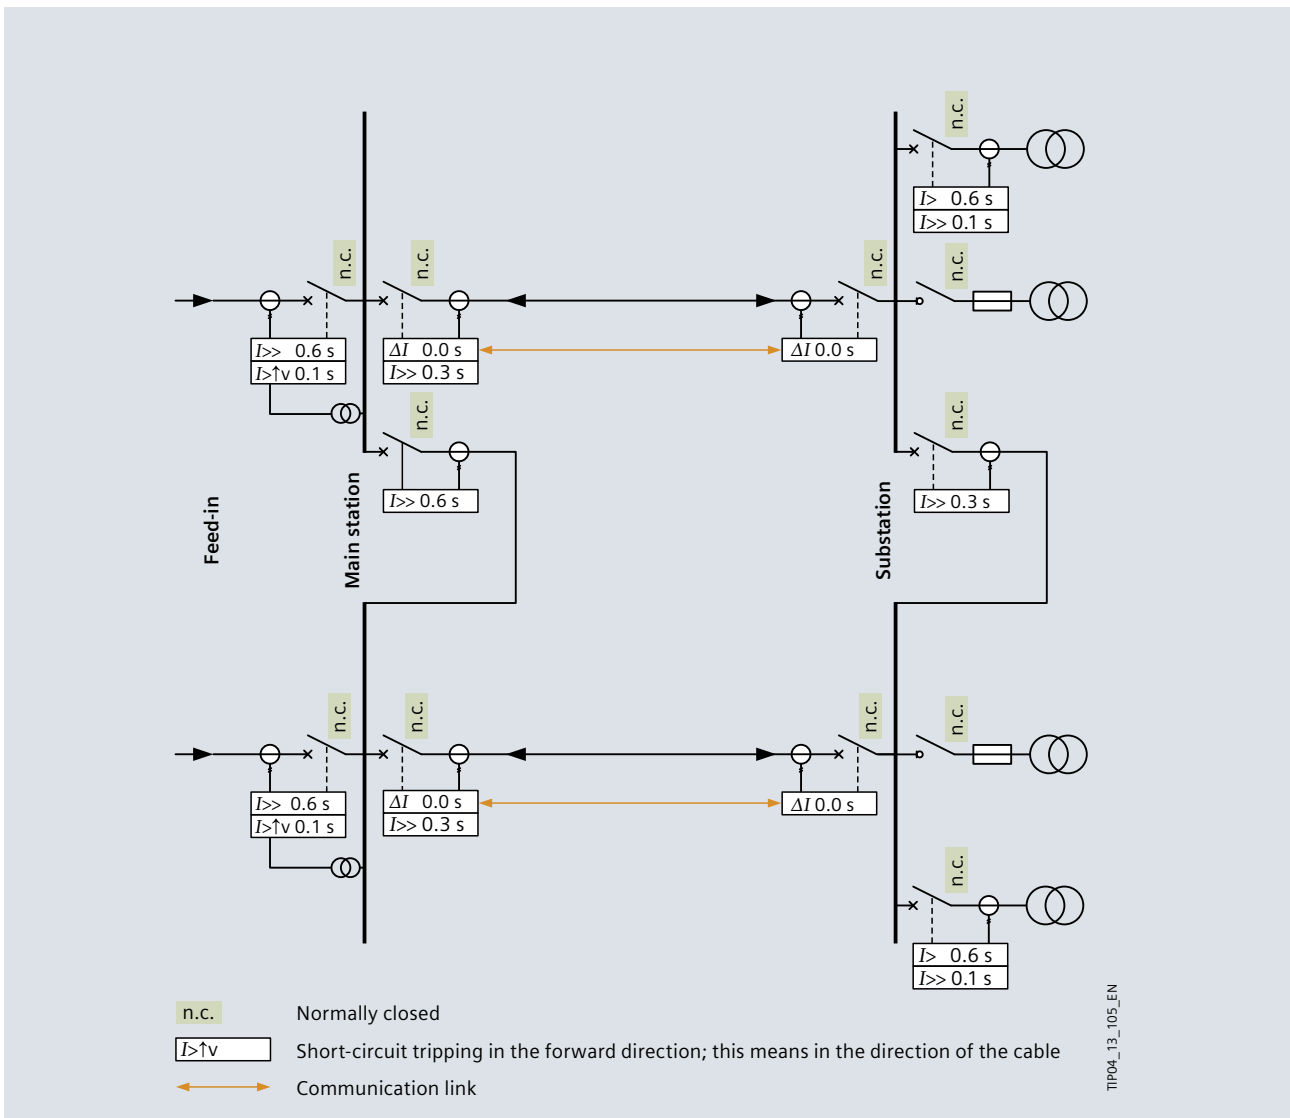 n.c.
I> 0.6 s
I>> 0.1 s
n.c.
n.c.
n.c.
n.c.
I>> 0.6 s
I>↑v 0.1 s
ΔI 0.0 s
I>> 0.3 s
ΔI 0.0 s
n.c.
n.c.
I>> 0.6 s
I>> 0.3 s
Feed-in
Main station
Substation
n.c.
n.c.
n.c.
n.c.
I>> 0.6 s
I>↑v 0.1 s
ΔI 0.0 s
I>> 0.3 s
ΔI 0.0 s
n.c.
I> 0.6 s
I>> 0.1 s
n.c. Normally closed
I>↑v Short-circuit tripping in the forward direction; this means in the direction of the cable
Communication link
TIP04_13_105_EN